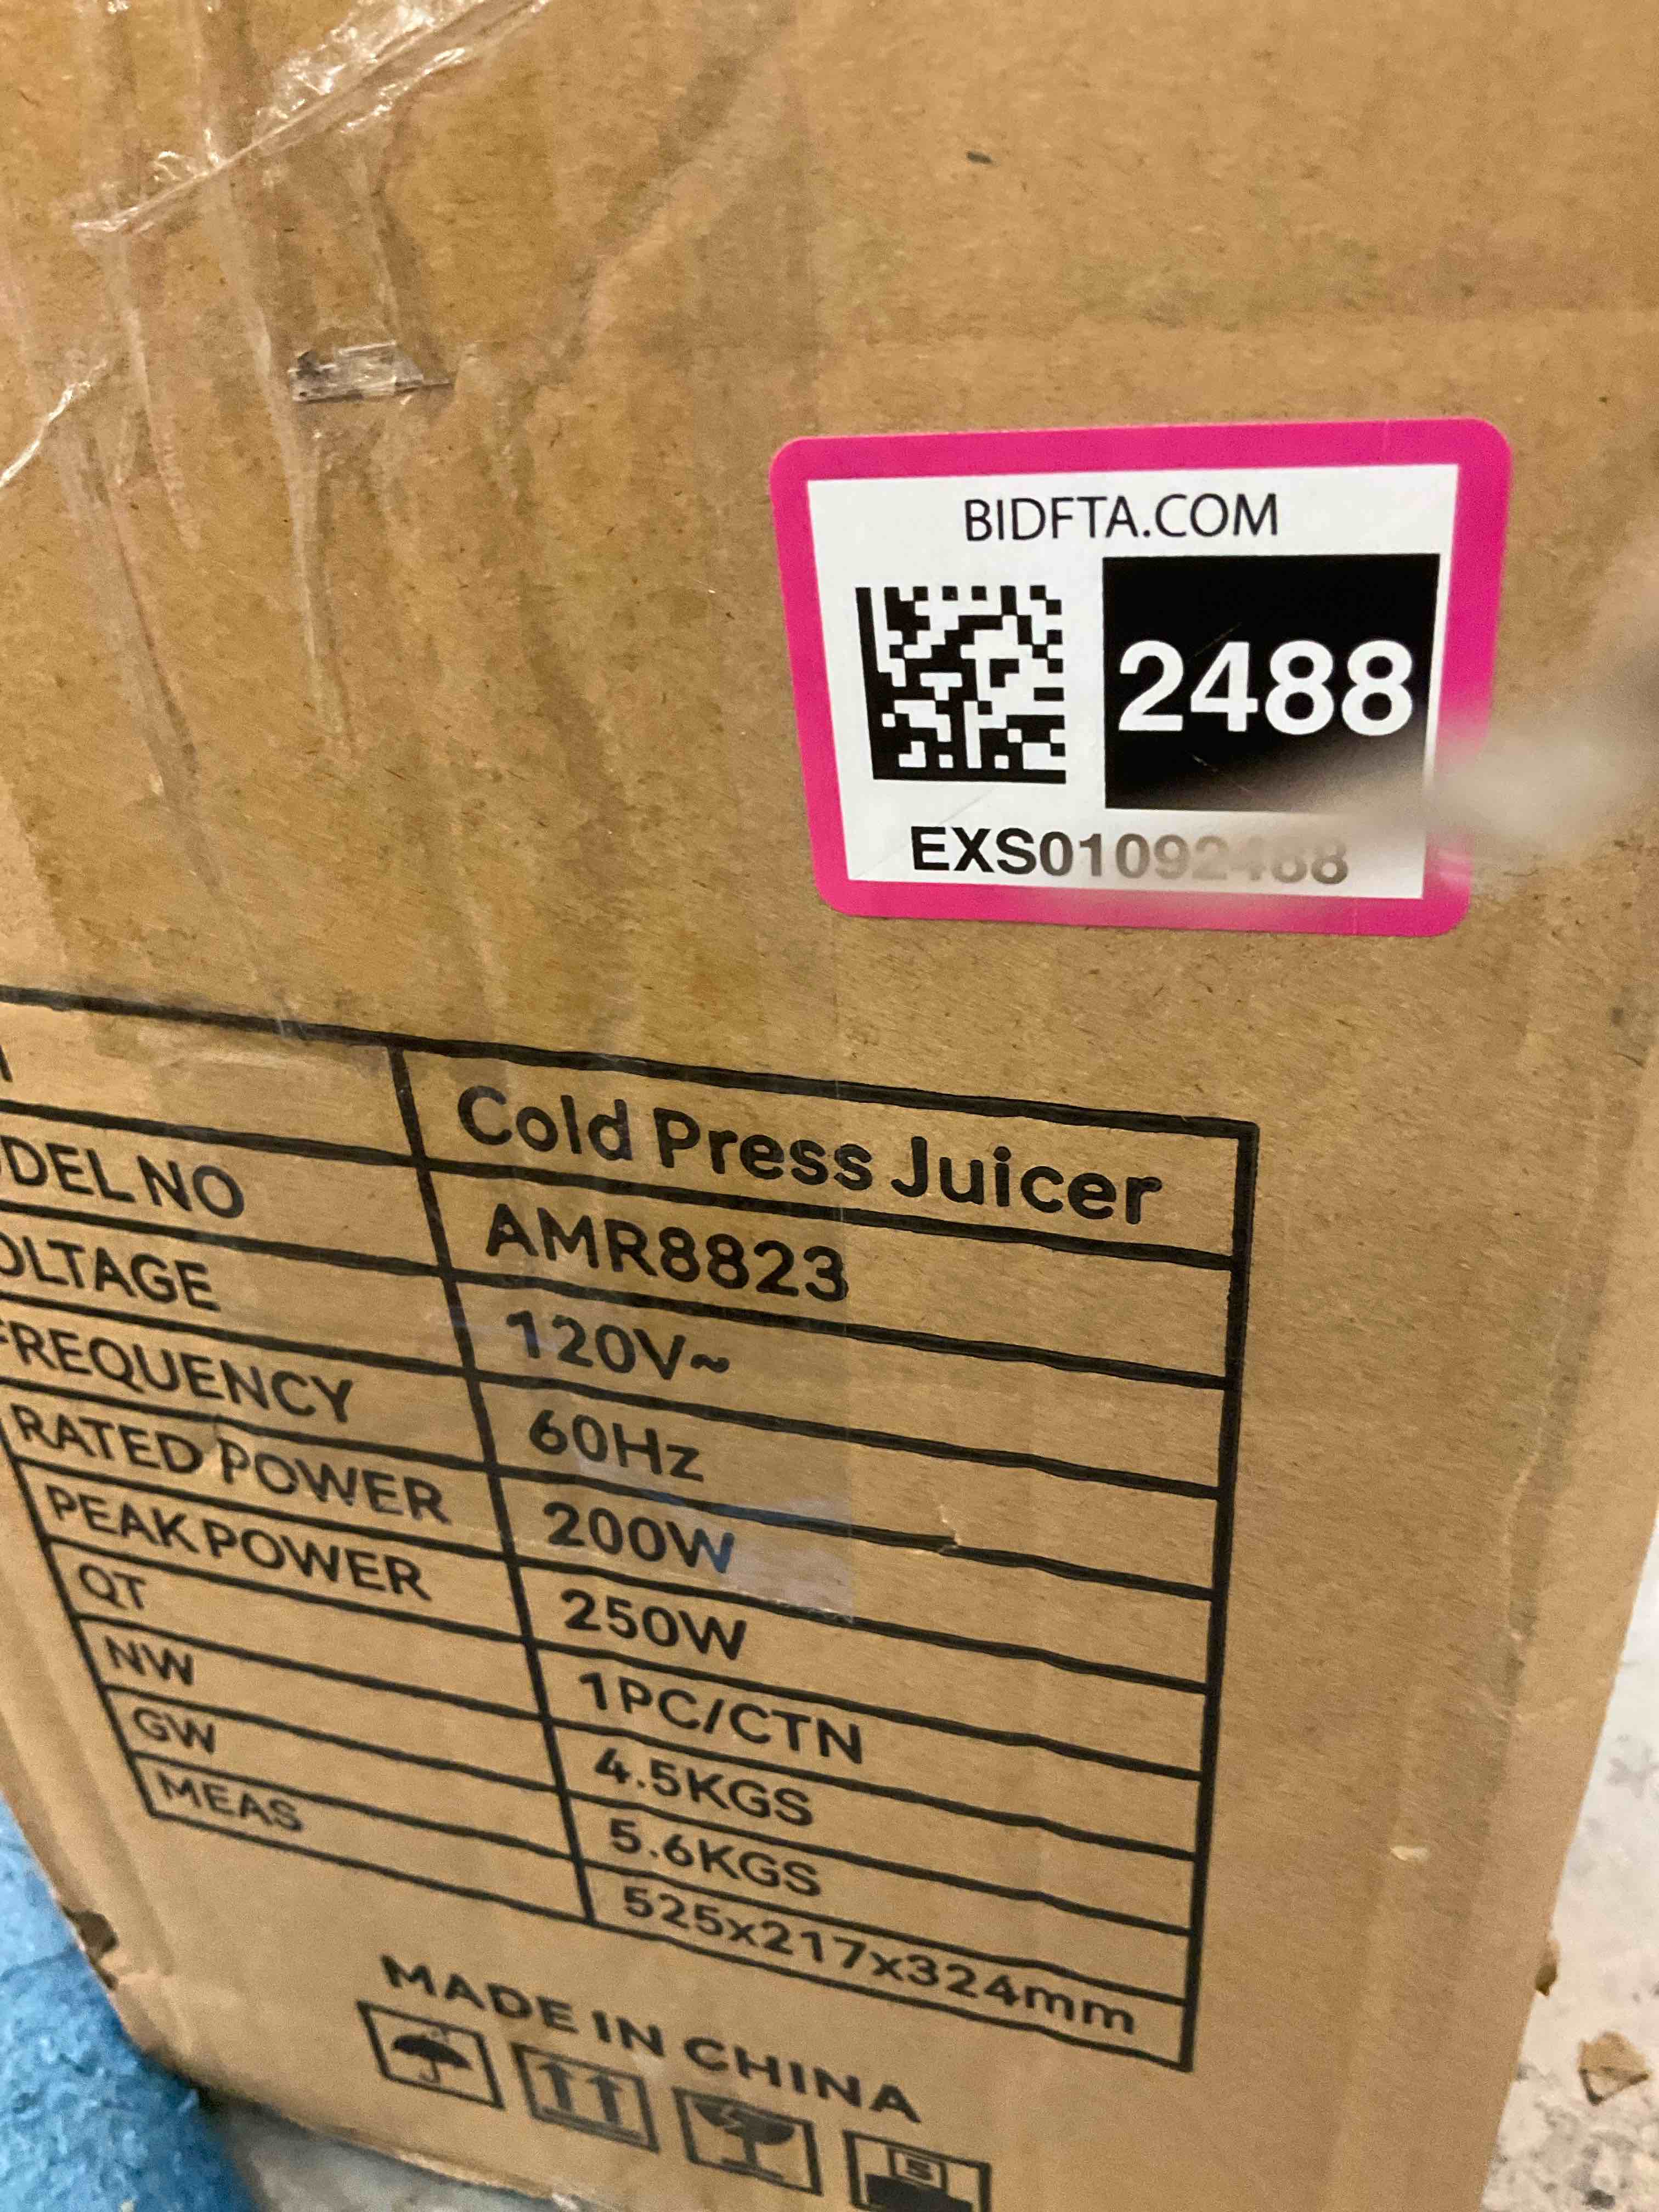 BIDFTA.COM
2488
EXS01092488
Cold Press Juicer
DEL NO AMR8823
OLTAGE 120V~
FREQUENCY 60Hz
RATED POWER 200W
PEAK POWER 250W
QT 1PC/CTN
NW 4.5KGS
GW 5.6KGS
MEAS 525x217x324mm
MADE IN CHINA
5